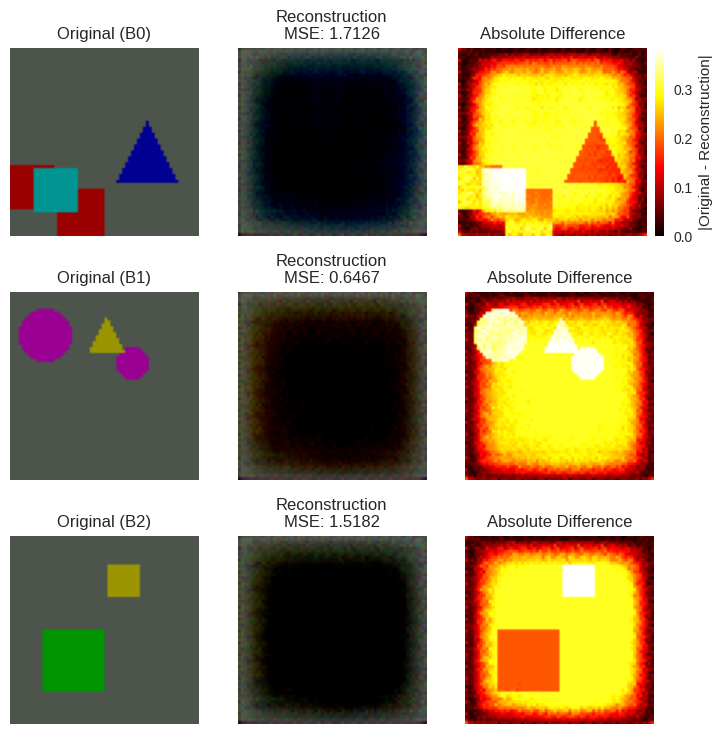 Original (B0)
Reconstruction
MSE: 1.7126
Absolute Difference
0.3
0.2
0.1
0.0
|Original - Reconstruction|
Original (B1)
Reconstruction
MSE: 0.6467
Absolute Difference
Original (B2)
Reconstruction
MSE: 1.5182
Absolute Difference